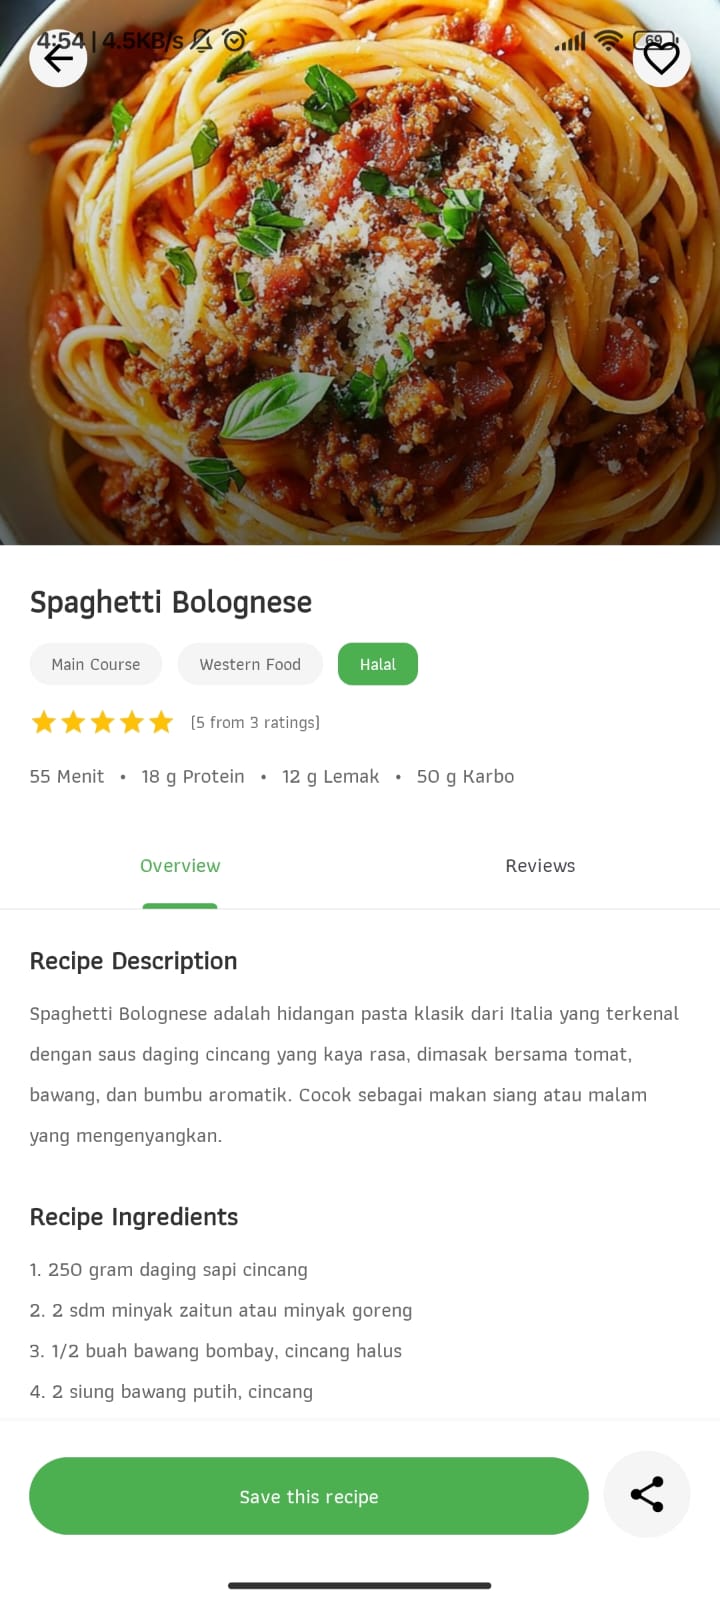 4:54 | 4.5KB/s
69
Spaghetti Bolognese
Main Course
Western Food
Halal
(5 from 3 ratings)
55 Menit • 18 g Protein • 12 g Lemak • 50 g Karbo
Overview
Reviews
Recipe Description
Spaghetti Bolognese adalah hidangan pasta klasik dari Italia yang terkenal
dengan saus daging cincang yang kaya rasa, dimasak bersama tomat,
bawang, dan bumbu aromatik. Cocok sebagai makan siang atau malam
yang mengenyangkan.
Recipe Ingredients
1. 250 gram daging sapi cincang
2. 2 sdm minyak zaitun atau minyak goreng
3. 1/2 buah bawang bombay, cincang halus
4. 2 siung bawang putih, cincang
Save this recipe